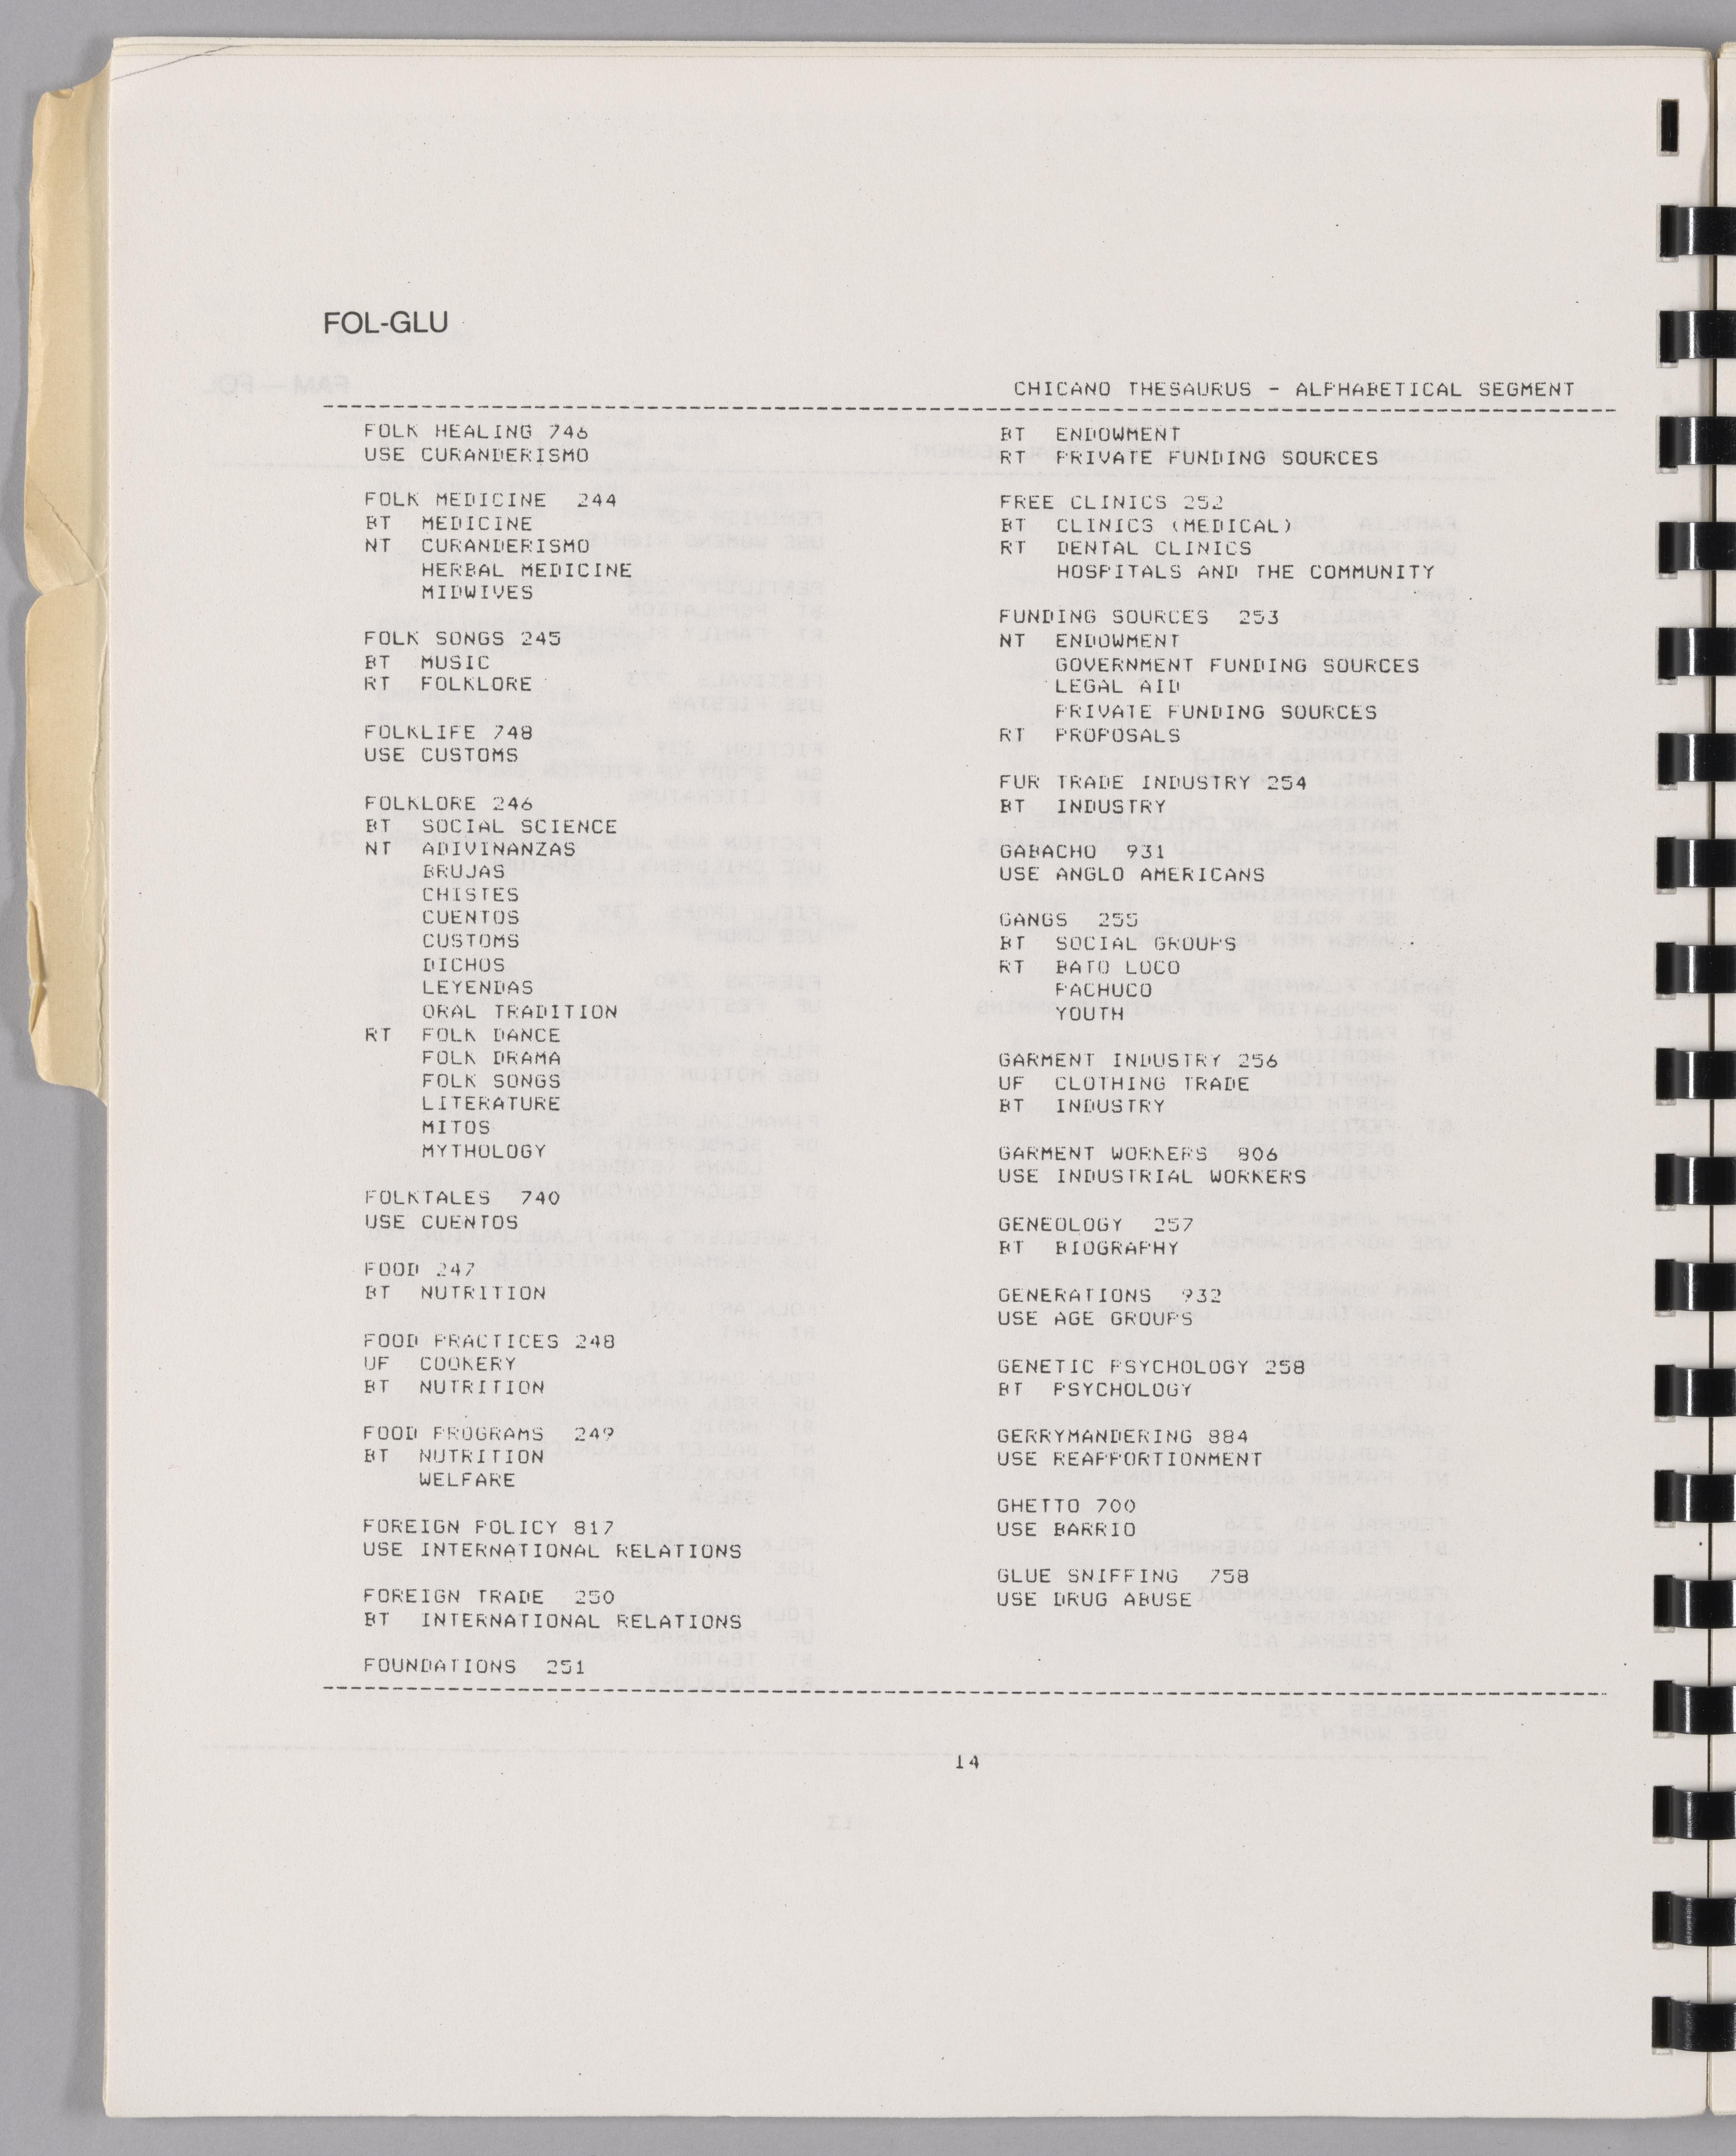 FOL-GLU
CHICANO THESAURUS - ALPHABETICAL SEGMENT
FOLK HEALING 746
USE CURANDERISMO
FOLK MEDICINE 244
BT MEDICINE
NT CURANDERISMO
HERBAL MEDICINE
MIDWIVES
FOLK SONGS 245
BT MUSIC
RT FOLKLORE
FOLKLIFE 748
USE CUSTOMS
FOLKLORE 246
BT SOCIAL SCIENCE
NT ADIVINANZAS
BRUJAS
CHISTES
CUENTOS
CUSTOMS
DICHOS
LEYENDAS
ORAL TRADITION
RT FOLK DANCE
FOLK DRAMA
FOLK SONGS
LITERATURE
MITOS
MYTHOLOGY
FOLKTALES 740
USE CUENTOS
FOOD 247
BT NUTRITION
FOOD PRACTICES 248
UF COOKERY
BT NUTRITION
FOOD PROGRAMS 249
BT NUTRITION
WELFARE
FOREIGN POLICY 817
USE INTERNATIONAL RELATIONS
FOREIGN TRADE 250
BT INTERNATIONAL RELATIONS
FOUNDATIONS 251
BT ENDOWMENT
RT PRIVATE FUNDING SOURCES
FREE CLINICS 252
BT CLINICS (MEDICAL)
RT DENTAL CLINICS
HOSPITALS AND THE COMMUNITY
FUNDING SOURCES 253
NT ENDOWMENT
GOVERNMENT FUNDING SOURCES
LEGAL AID
PRIVATE FUNDING SOURCES
RT PROPOSALS
FUR TRADE INDUSTRY 254
BT INDUSTRY
GABACHO 931
USE ANGLO AMERICANS
GANGS 255
BT SOCIAL GROUPS
RT BATO LOCO
PACHUCO
YOUTH
GARMENT INDUSTRY 256
UF CLOTHING TRADE
BT INDUSTRY
GARMENT WORKERS 806
USE INDUSTRIAL WORKERS
GENEOLOGY 257
BT BIOGRAPHY
GENERATIONS 932
USE AGE GROUPS
GENETIC PSYCHOLOGY 258
BT PSYCHOLOGY
GERRYMANDERING 884
USE REAPPORTIONMENT
GHETTO 700
USE BARRIO
GLUE SNIFFING 758
USE DRUG ABUSE
14